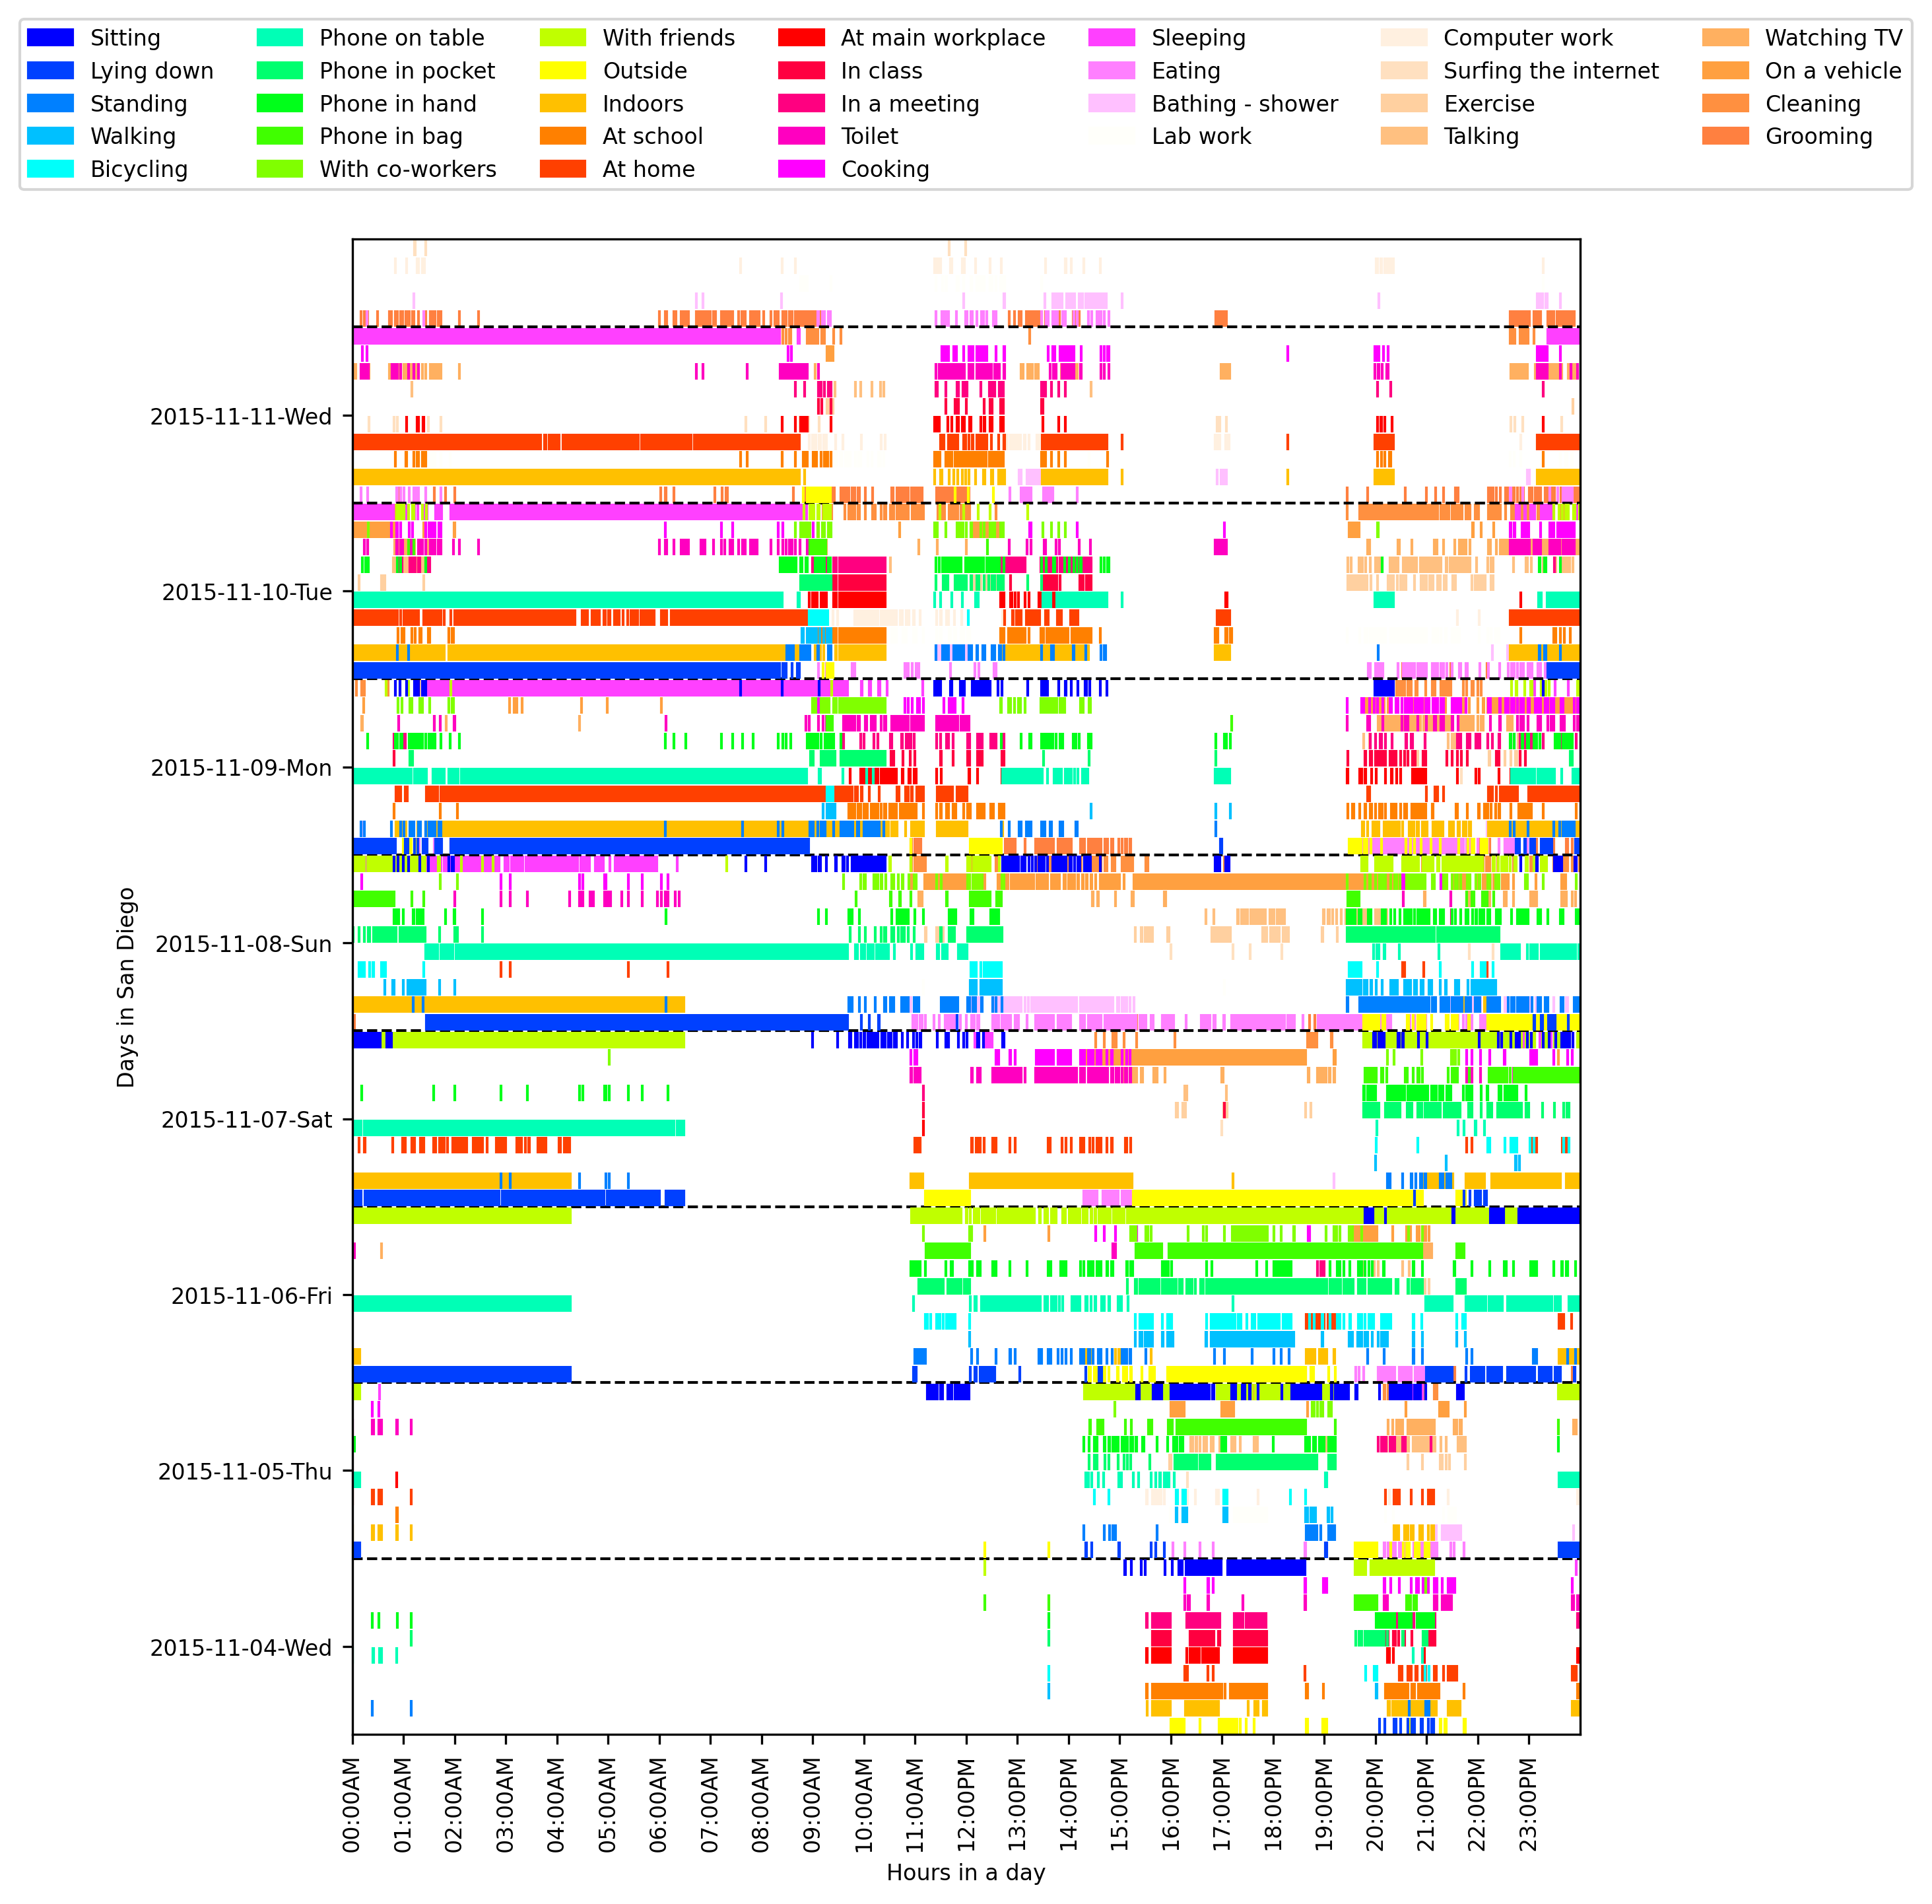 Sitting
Lying down
Standing
Walking
Bicycling
Phone on table
Phone in pocket
Phone in hand
Phone in bag
With co-workers
With friends
Outside
Indoors
At school
At home
At main workplace
In class
In a meeting
Toilet
Cooking
Sleeping
Eating
Bathing - shower
Lab work
Computer work
Surfing the internet
Exercise
Talking
Watching TV
On a vehicle
Cleaning
Grooming
Days in San Diego
2015-11-11-Wed
2015-11-10-Tue
2015-11-09-Mon
2015-11-08-Sun
2015-11-07-Sat
2015-11-06-Fri
2015-11-05-Thu
2015-11-04-Wed
00:00AM
01:00AM
02:00AM
03:00AM
04:00AM
05:00AM
06:00AM
07:00AM
08:00AM
09:00AM
10:00AM
11:00AM
12:00PM
13:00PM
14:00PM
15:00PM
16:00PM
17:00PM
18:00PM
19:00PM
20:00PM
21:00PM
22:00PM
23:00PM
Hours in a day